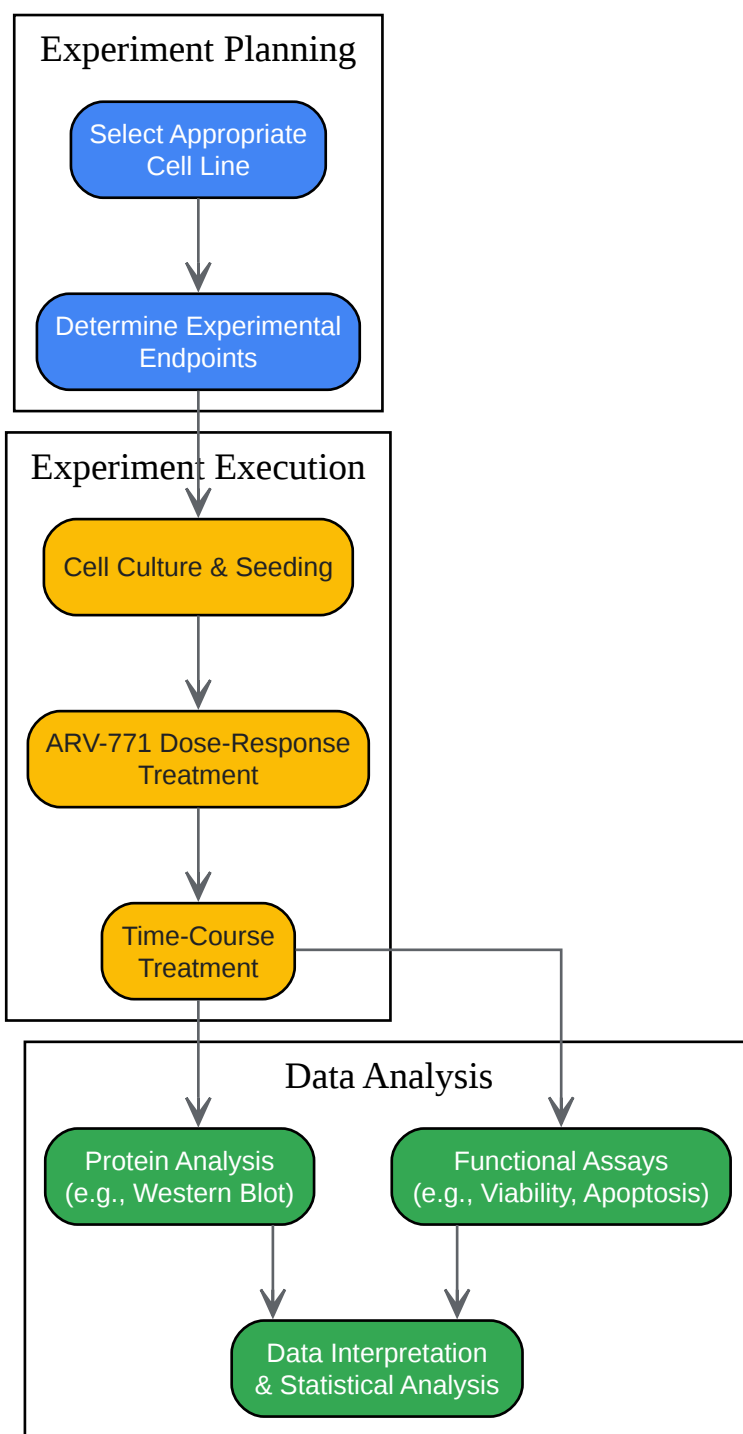 Experiment Planning
Select Appropriate
Cell Line
Determine Experimental
Endpoints
Experiment Execution
Cell Culture & Seeding
ARV-771 Dose-Response
Treatment
Time-Course
Treatment
Data Analysis
Protein Analysis
(e.g., Western Blot)
Functional Assays
(e.g., Viability, Apoptosis)
Data Interpretation
& Statistical Analysis